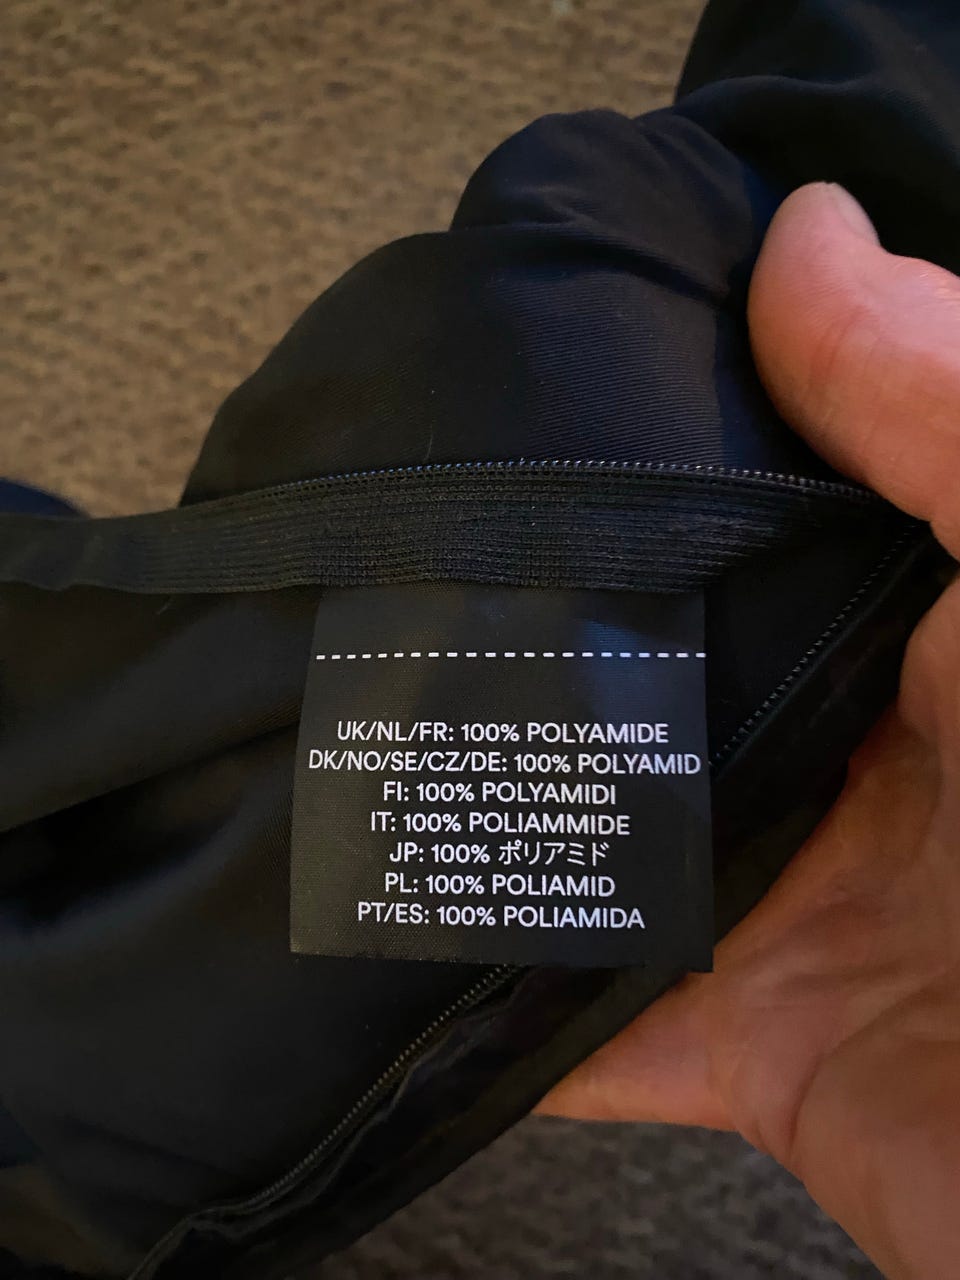 UK/NL/FR: 100% POLYAMIDE
DK/NO/SE/CZ/DE: 100% POLYAMID
FI: 100% POLYAMIDI
IT: 100% POLIAMMIDE
JP: 100% ポリアミド
PL: 100% POLIAMID
PT/ES: 100% POLIAMIDA